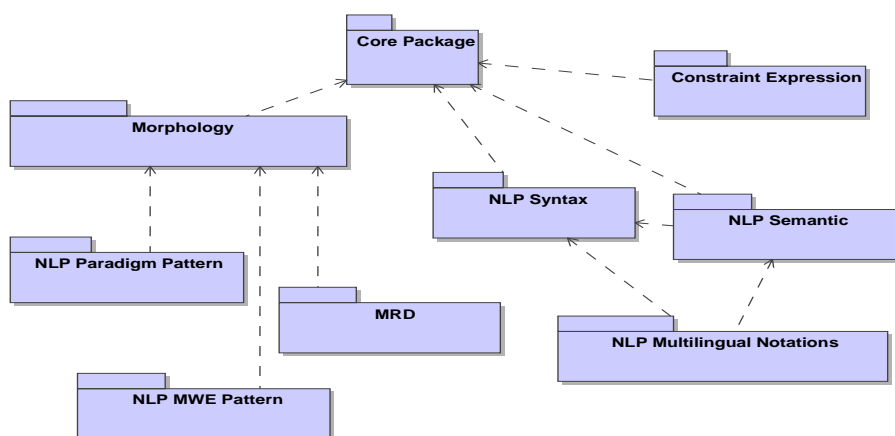 Core Package
Constraint Expression
Morphology
NLP Syntax
NLP Semantic
NLP Paradigm Pattern
MRD
NLP Multilingual Notations
NLP MWE Pattern